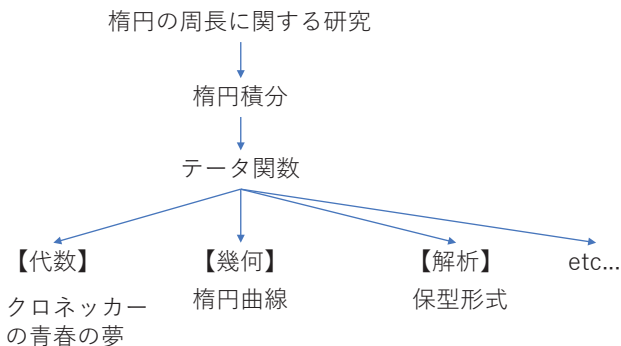 楕円の周長に関する研究
楕円積分
テータ関数
【代数】 【幾何】 【解析】 etc...
クロネッカー
の青春の夢
楕円曲線
保型形式